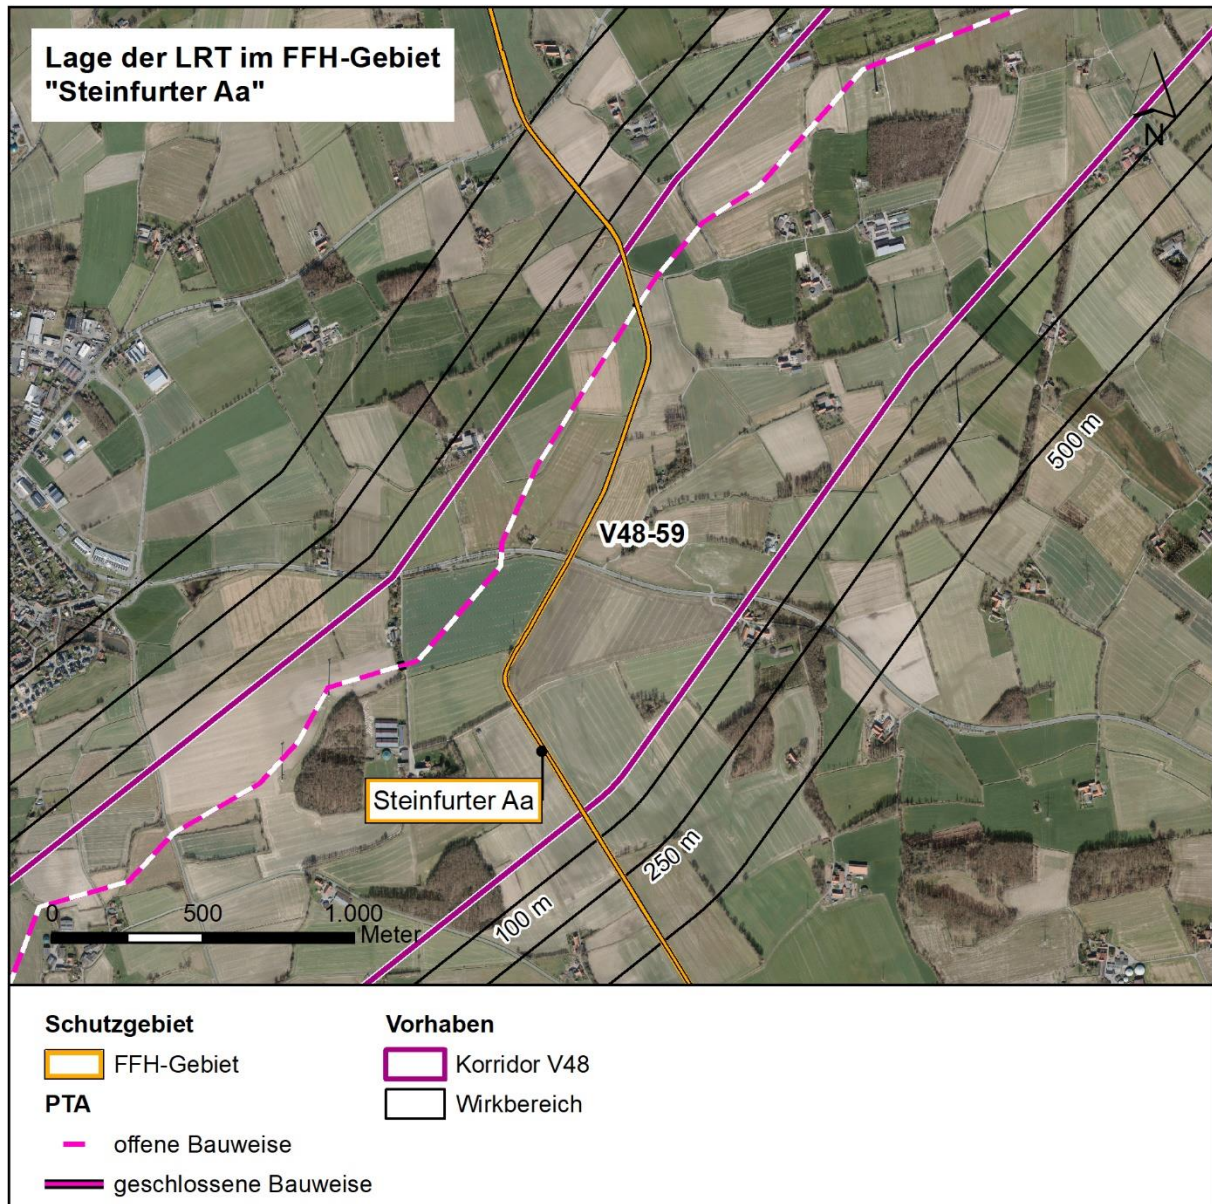 Lage der LRT im FFH-Gebiet
"Steinfurter Aa"
N
500 m
V48-59
Steinfurter Aa
250 m
100 m
0 500 1.000
Meter
Schutzgebiet
FFH-Gebiet
PTA
offene Bauweise
geschlossene Bauweise
Vorhaben
Korridor V48
Wirkbereich